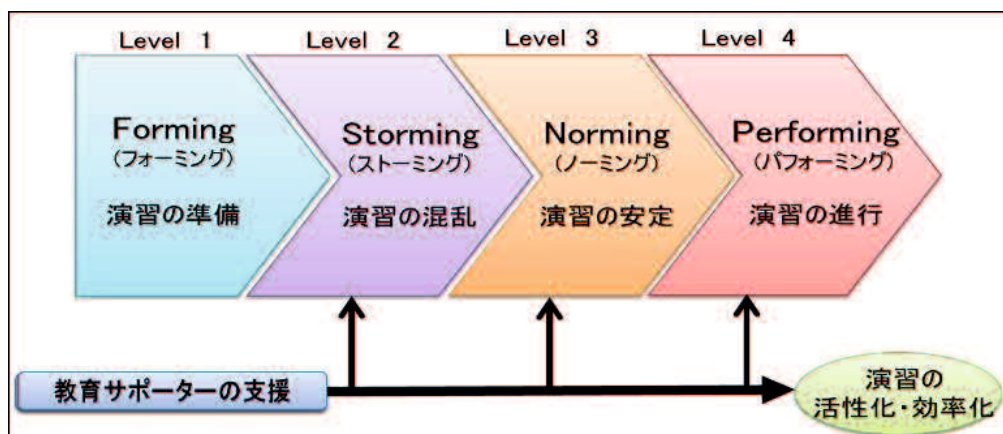 Level 1
Level 2
Level 3
Level 4
Forming
(フォーミング)
演習の準備
Storming
(ストーミング)
演習の混乱
Norming
(ノーミング)
演習の安定
Performing
(パフォーミング)
演習の進行
教育サポーターの支援
演習の
活性化・効率化